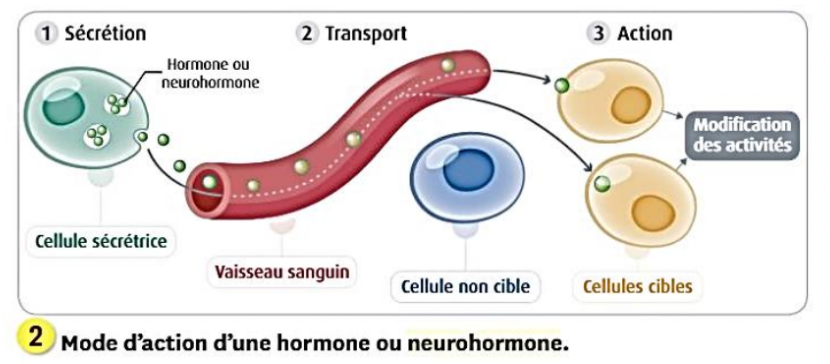 1 Sécrétion
2 Transport
3 Action
Hormone ou
neurohormone
Modification
des activités
Cellule sécrétrice
Vaisseau sanguin
Cellule non cible
Cellules cibles
2 Mode d’action d’une hormone ou neurohormone.